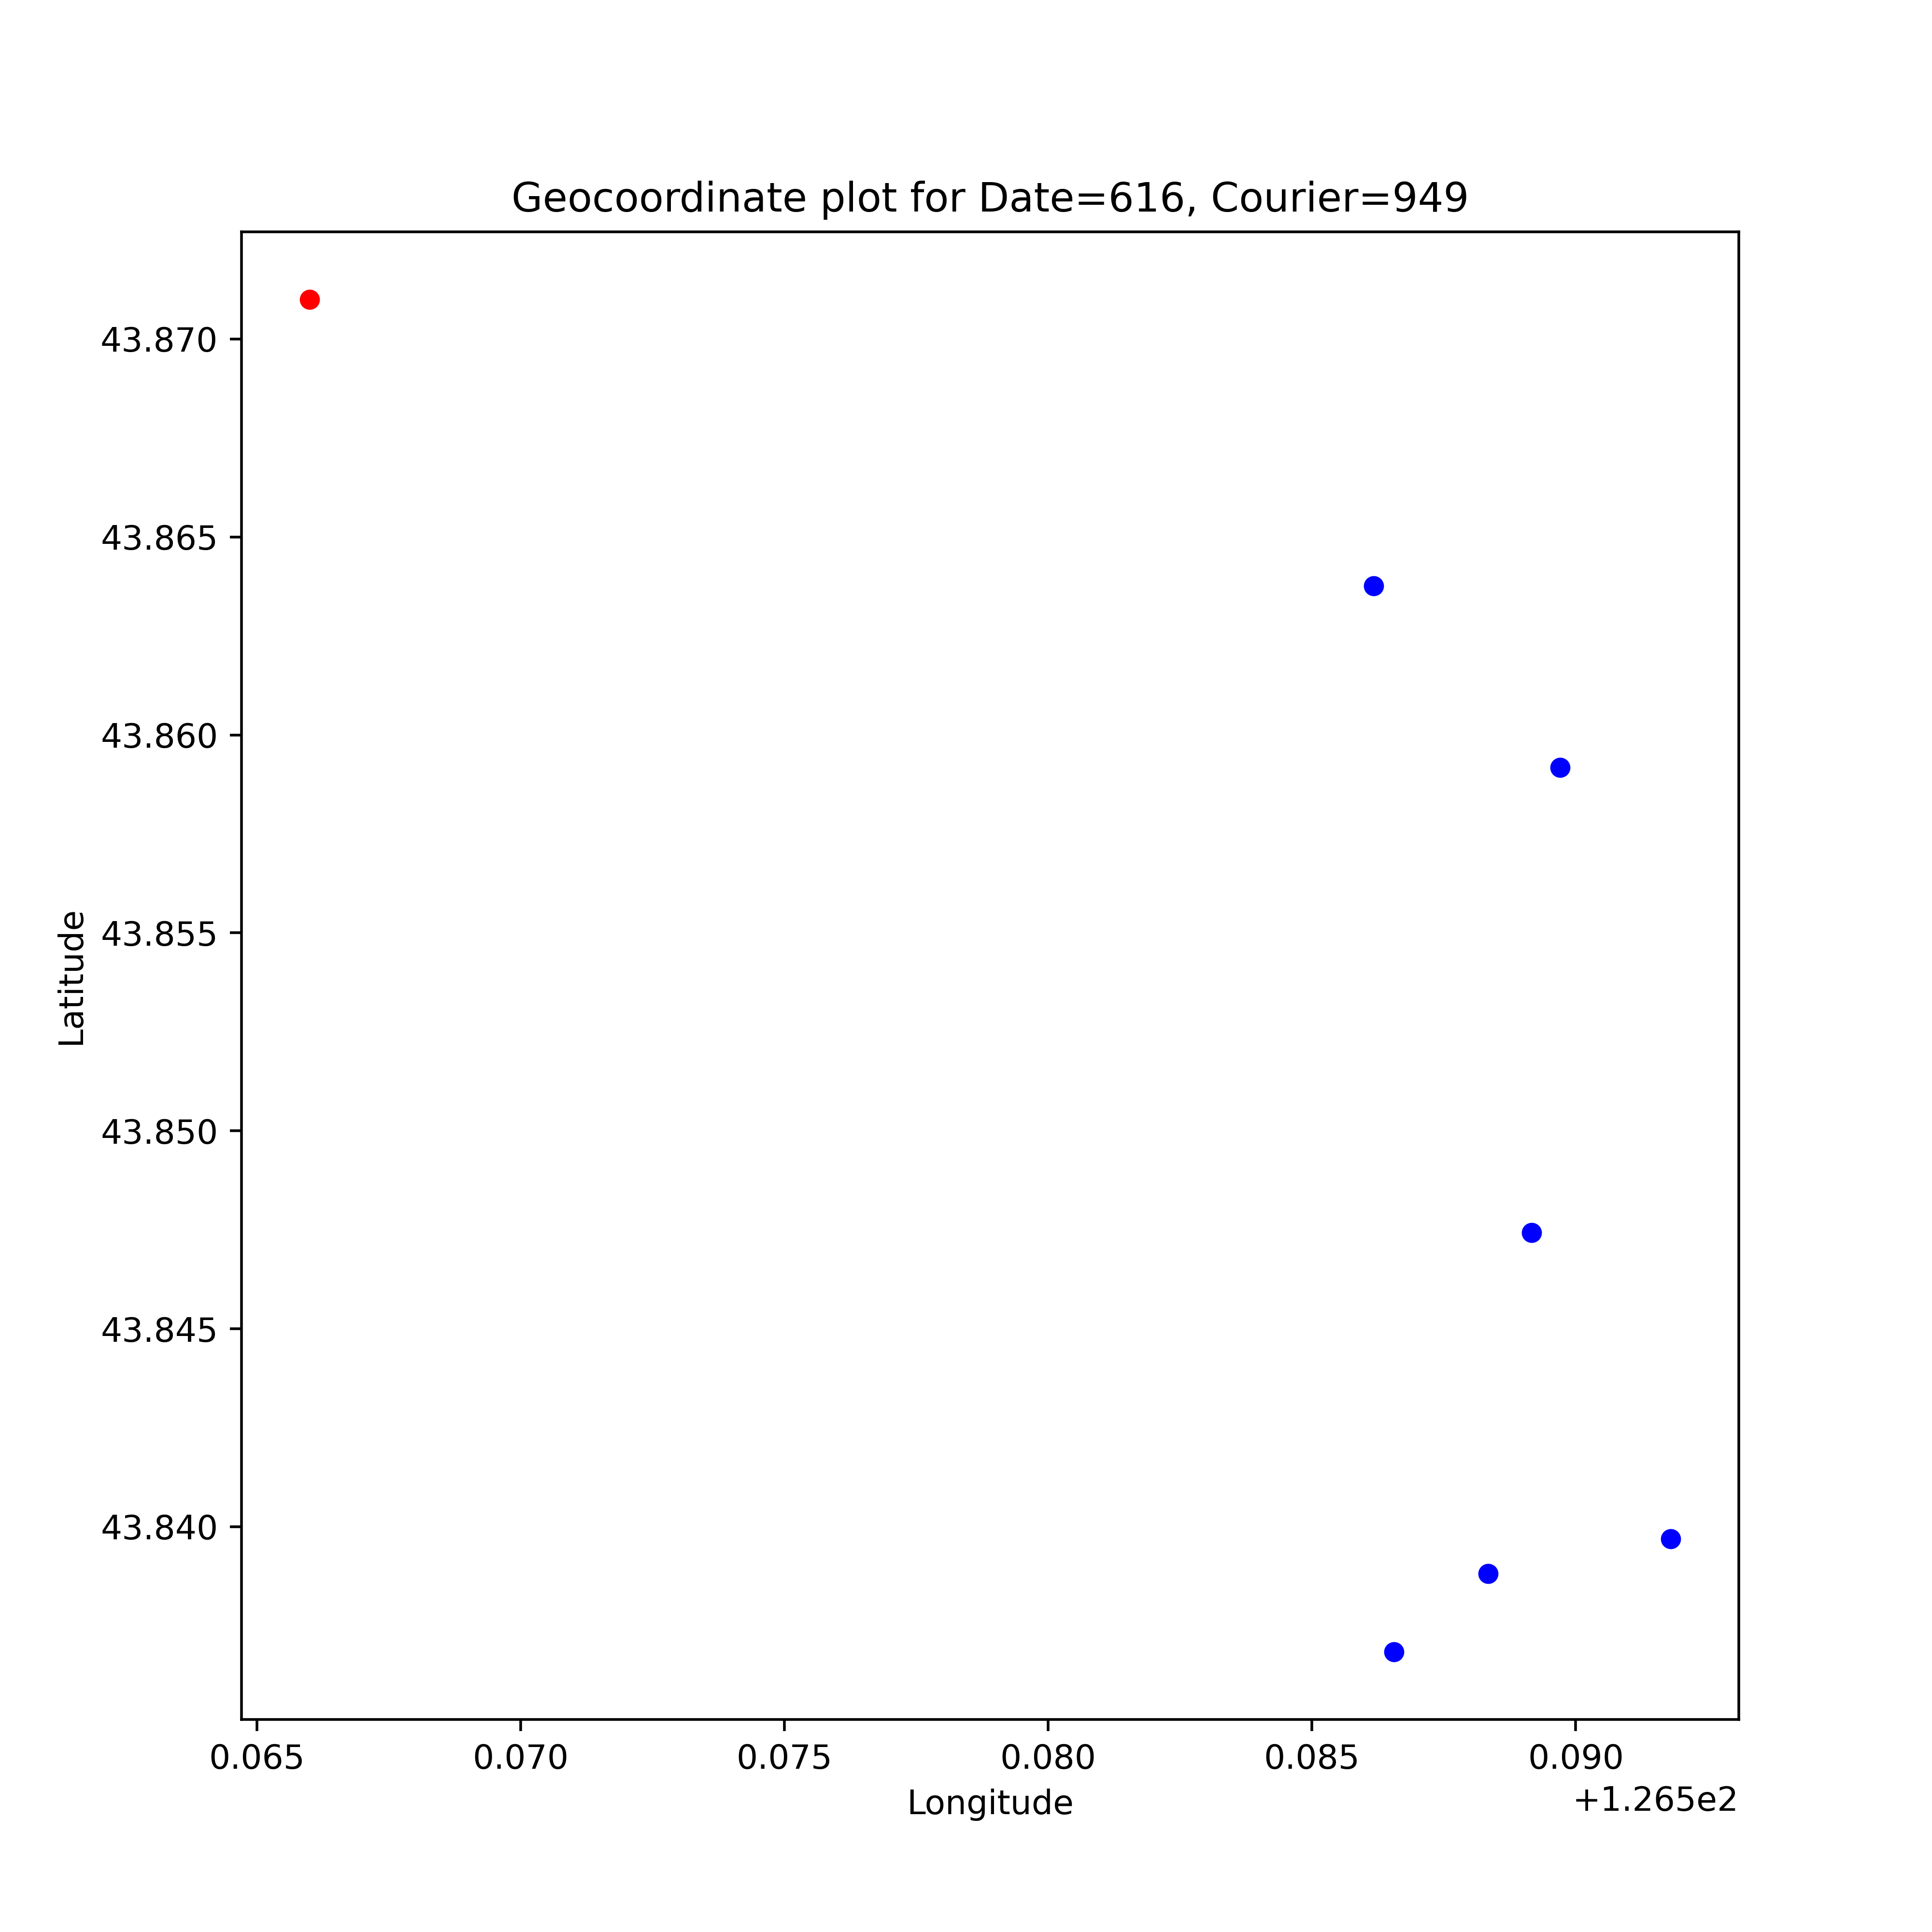 Geocoordinate plot for Date=616, Courier=949
43.870
43.865
43.860
43.855
43.850
43.845
43.840
Latitude
0.065 0.070 0.075 0.080 0.085 0.090
+1.265e2
Longitude